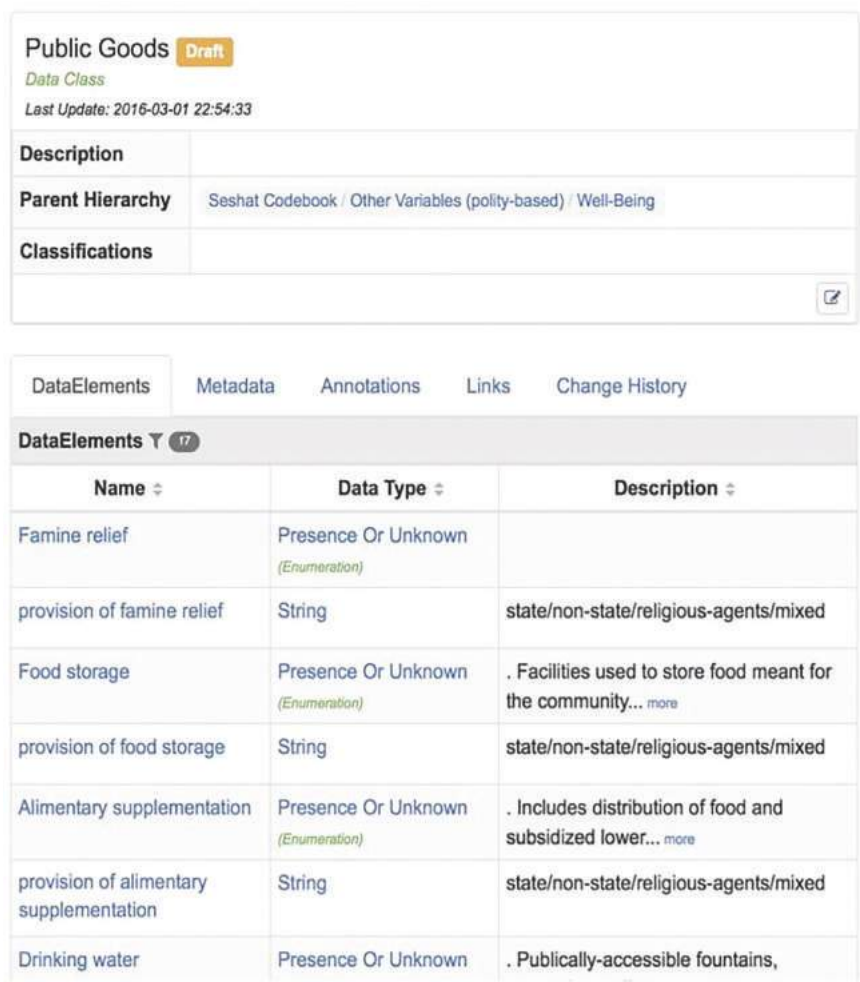 Public Goods Draft
Data Class
Last Update: 2016-03-01 22:54:33
Description
Parent Hierarchy Seshat Codebook / Other Variables (polity-based) / Well-Being
Classifications
DataElements Metadata Annotations Links Change History
DataElements 17
Name Data Type Description
Famine relief Presence Or Unknown
(Enumeration)
provision of famine relief String state/non-state/religious-agents/mixed
Food storage Presence Or Unknown . Facilities used to store food meant for
(Enumeration) the community... more
provision of food storage String state/non-state/religious-agents/mixed
Alimentary supplementation Presence Or Unknown . Includes distribution of food and
(Enumeration) subsidized lower... more
provision of alimentary String state/non-state/religious-agents/mixed
supplementation
Drinking water Presence Or Unknown . Publically-accessible fountains,